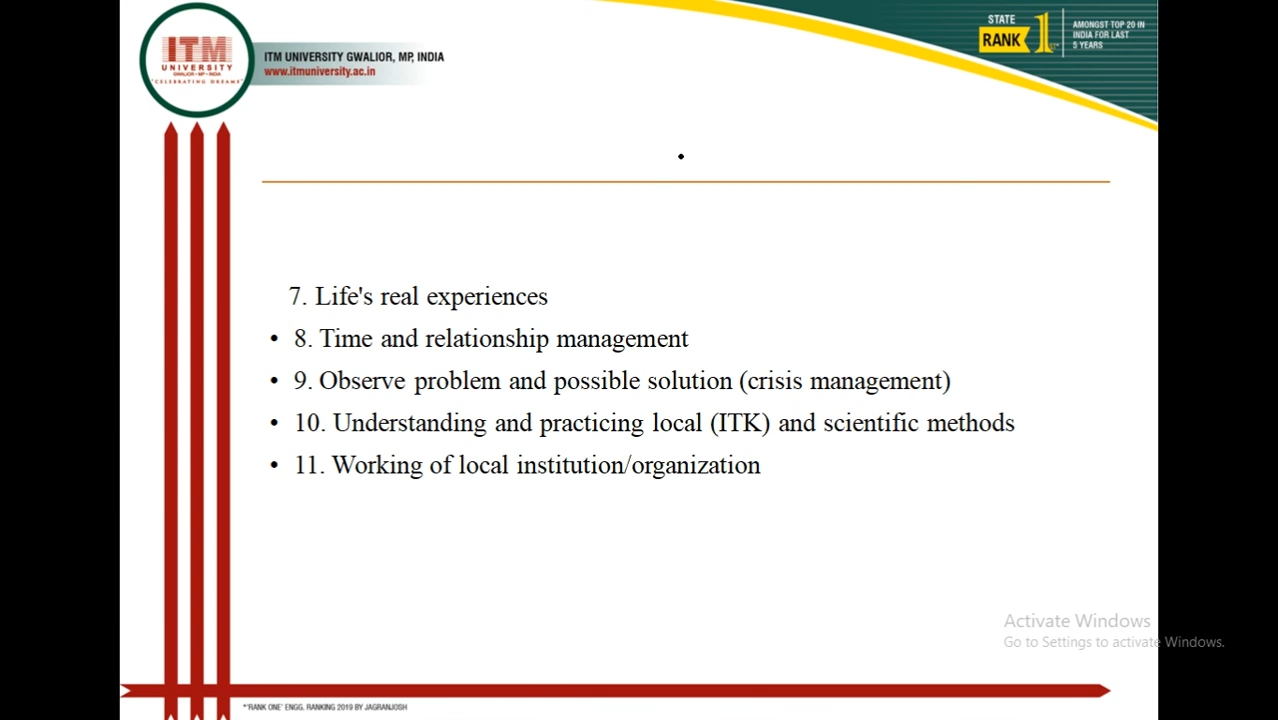 ITM
UNIVERSITY
GWALIOR • MP • INDIA
"CELEBRATING DREAMS"
ITM UNIVERSITY GWALIOR, MP, INDIA
www.itmuniversity.ac.in
STATE
RANK 1ST*
AMONGST TOP 20 IN
INDIA FOR LAST
5 YEARS
.
7. Life's real experiences
• 8. Time and relationship management
• 9. Observe problem and possible solution (crisis management)
• 10. Understanding and practicing local (ITK) and scientific methods
• 11. Working of local institution/organization
Activate Windows
Go to Settings to activate Windows.
*'RANK ONE' ENGG. RANKING 2019 BY JAGRANJOSH